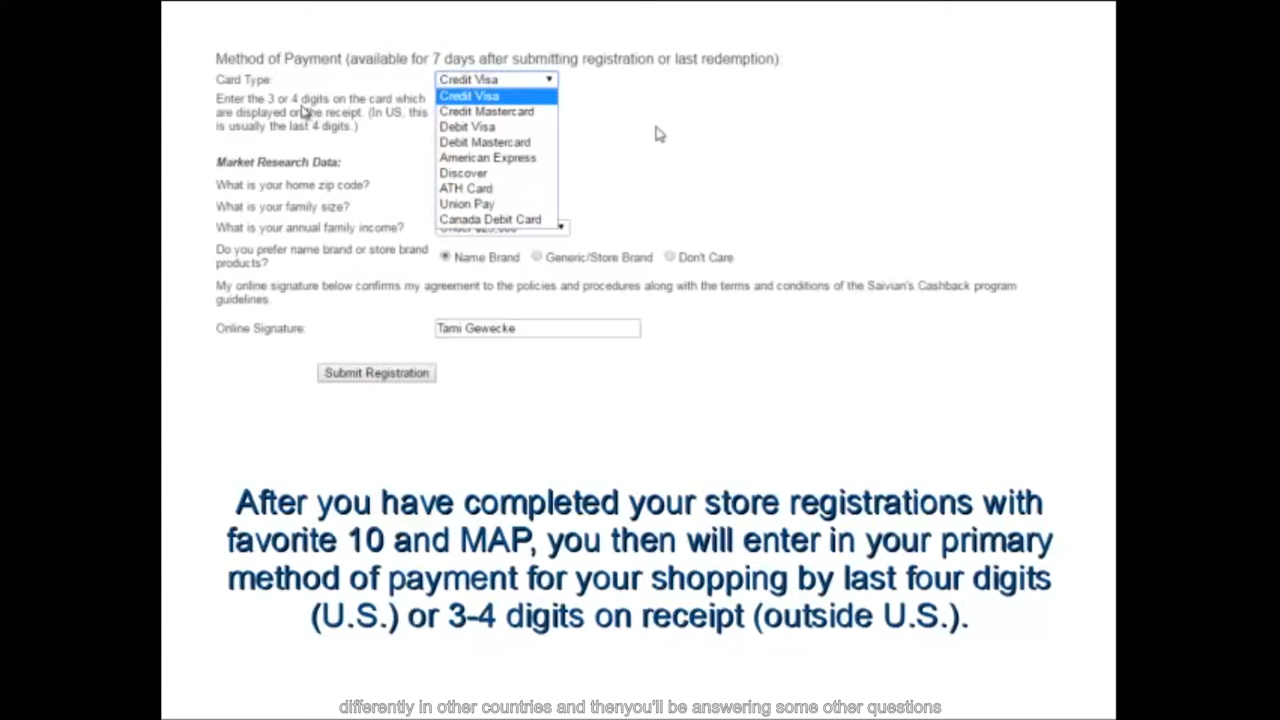 Method of Payment (available for 7 days after submitting registration or last redemption):
Card Type: Credit Visa
Enter the 3 or 4 digits on the card which
are displayed on the receipt. (In US, this
is usually the last 4 digits.)
Credit Visa
Credit Mastercard
Debit Visa
Debit Mastercard
American Express
Discover
ATH Card
Union Pay
Canada Debit Card
Market Research Data:
What is your home zip code?
What is your family size?
What is your annual family income?
Do you prefer name brand or store brand
products?
Name Brand Generic/Store Brand Don't Care
My online signature below confirms my agreement to the policies and procedures along with the terms and conditions of the Saivian's Cashback program
guidelines.
Online Signature: Tami Gewecke
Submit Registration
After you have completed your store registrations with
favorite 10 and MAP, you then will enter in your primary
method of payment for your shopping by last four digits
(U.S.) or 3-4 digits on receipt (outside U.S.).
differently in other countries and thenyou'll be answering some other questions